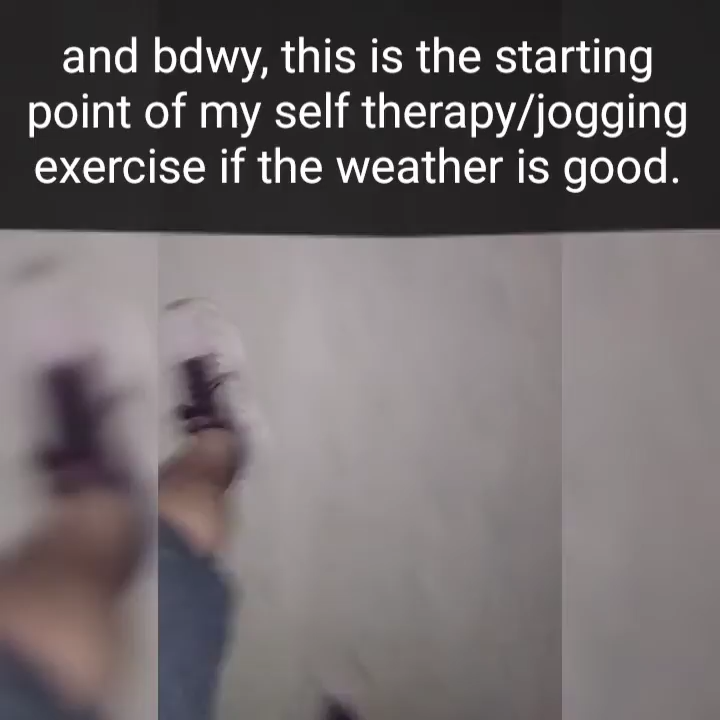 and bdwy, this is the starting
point of my self therapy/jogging
exercise if the weather is good.